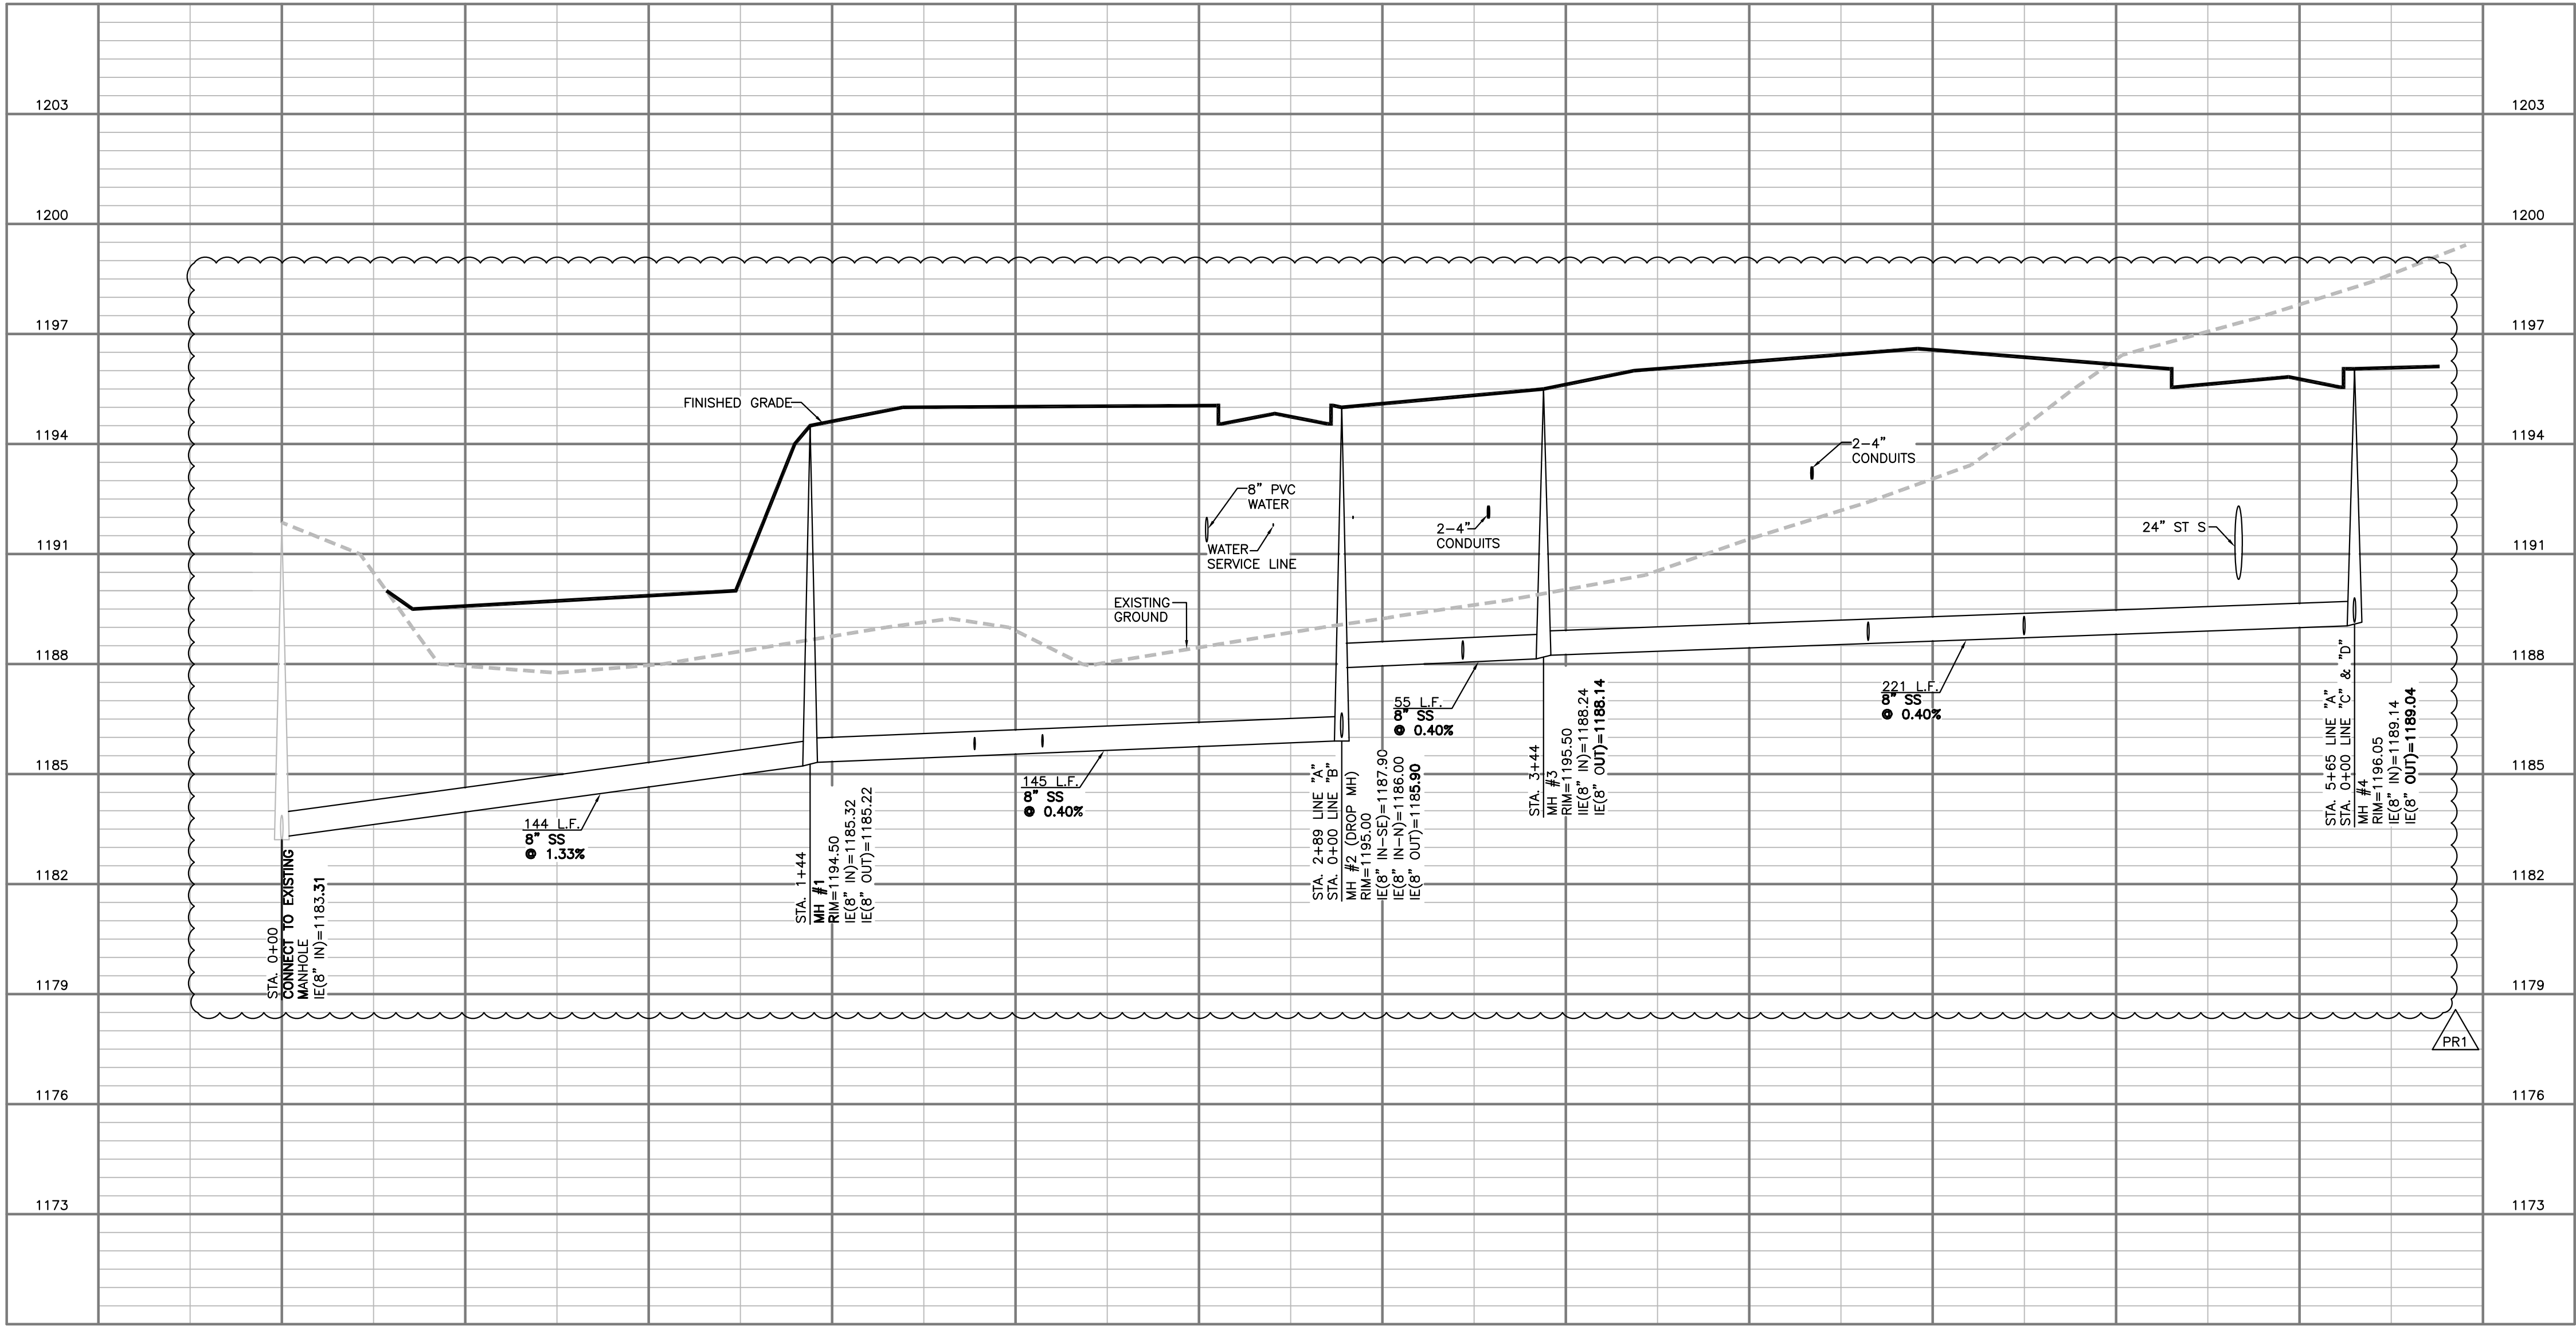 1203
1203
1200
1200
1197
1197
FINISHED GRADE
1194
1194
2-4"
CONDUITS
8" PVC
WATER
WATER
SERVICE LINE
2-4"
CONDUITS
24" ST S
1191
1191
EXISTING
GROUND
1188
1188
55 L.F.
8" SS
@ 0.40%
221 L.F.
8" SS
@ 0.40%
1185
1185
145 L.F.
8" SS
@ 0.40%
144 L.F.
8" SS
@ 1.33%
STA. 0+00
CONNECT TO EXISTING
MANHOLE
IE(8" IN)=1183.31
STA. 1+44
MH #1
RIM=1194.50
IE(8" IN)=1185.32
IE(8" OUT)=1185.22
STA. 2+89 LINE "A"
STA. 0+00 LINE "B"
MH #2 (DROP MH)
RIM=1195.00
IE(8" IN-SE)=1187.90
IE(8" IN-N)=1186.00
IE(8" OUT)=1185.90
STA. 3+44
MH #3
RIM=1195.50
IE(8" IN)=1188.24
IE(8" OUT)=1188.14
STA. 5+65 LINE "A"
STA. 0+00 LINE "C" & "D"
MH #4
RIM=1196.05
IE(8" IN)=1189.14
IE(8" OUT)=1189.04
1182
1182
1179
1179
PR1
1176
1176
1173
1173